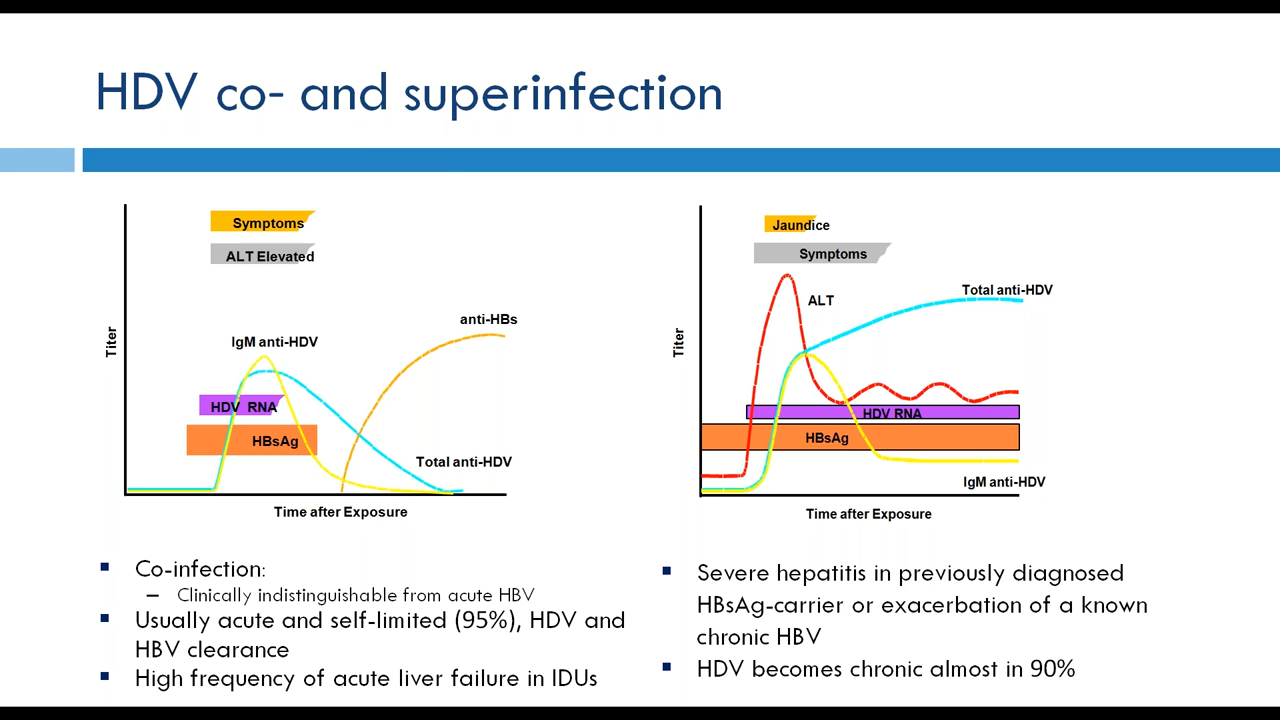 HDV co- and superinfection
Symptoms
ALT Elevated
anti-HBs
IgM anti-HDV
Titer
HDV RNA
HBsAg
Total anti-HDV
Time after Exposure
Jaundice
Symptoms
Total anti-HDV
ALT
Titer
HDV RNA
HBsAg
IgM anti-HDV
Time after Exposure
▪ Co-infection:
– Clinically indistinguishable from acute HBV
▪ Usually acute and self-limited (95%), HDV and
HBV clearance
▪ High frequency of acute liver failure in IDUs
▪ Severe hepatitis in previously diagnosed
HBsAg-carrier or exacerbation of a known
chronic HBV
▪ HDV becomes chronic almost in 90%